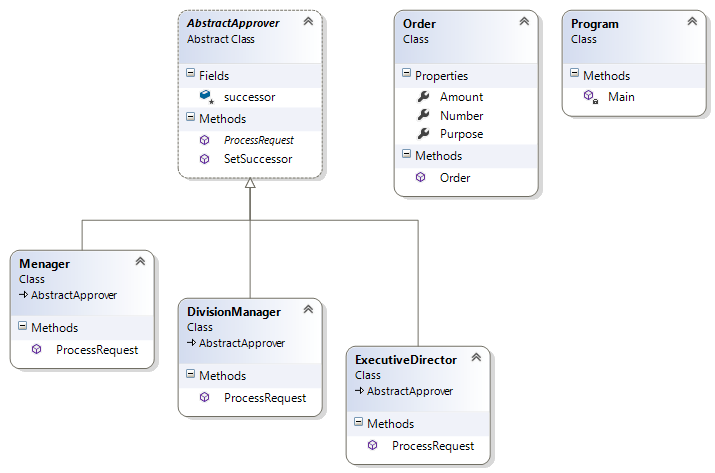 AbstractApprover
Abstract Class
Fields
successor
Methods
ProcessRequest
SetSuccessor
Order
Class
Properties
Amount
Number
Purpose
Methods
Order
Program
Class
Methods
Main
Menager
Class
AbstractApprover
Methods
ProcessRequest
DivisionManager
Class
AbstractApprover
Methods
ProcessRequest
ExecutiveDirector
Class
AbstractApprover
Methods
ProcessRequest